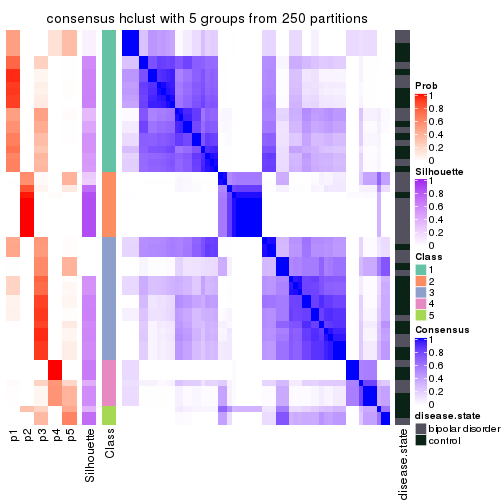 consensus hclust with 5 groups from 250 partitions
Prob
1
0.8
0.6
0.4
0.2
0
Silhouette
1
0.8
0.6
0.4
0.2
0
Class
1
2
3
4
5
Consensus
1
0.8
0.6
0.4
0.2
0
disease.state
bipolar disorder
control
p1
p2
p3
p4
p5
Silhouette
Class
disease.state